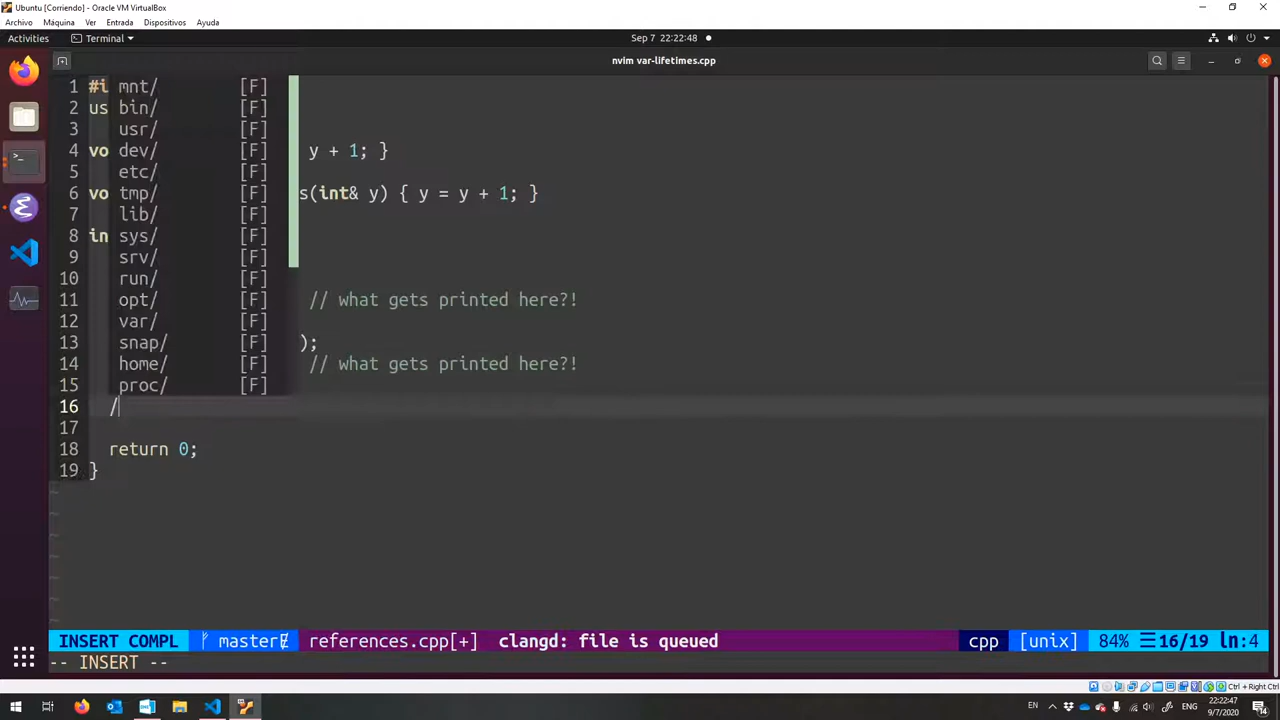 Ubuntu [Corriendo] - Oracle VM VirtualBox
Archivo Máquina Ver Entrada Dispositivos Ayuda
Activities Terminal Sep 7 22:22:48
nvim var-lifetimes.cpp
1 #i mnt/ [F]
2 us bin/ [F]
3 usr/ [F]
4 vo dev/ [F] y + 1; }
5 etc/ [F]
6 vo tmp/ [F] s(int& y) { y = y + 1; }
7 lib/ [F]
8 in sys/ [F]
9 srv/ [F]
10 run/ [F]
11 opt/ [F] // what gets printed here?!
12 var/ [F]
13 snap/ [F] );
14 home/ [F] // what gets printed here?!
15 proc/ [F]
16 /
17
18 return 0;
19 }
INSERT COMPL master references.cpp[+] clangd: file is queued cpp [unix] 84% ☰16/19 ln:4
-- INSERT --
Ctrl + Right Ctrl
EN ENG 22:22:47
9/7/2020 14